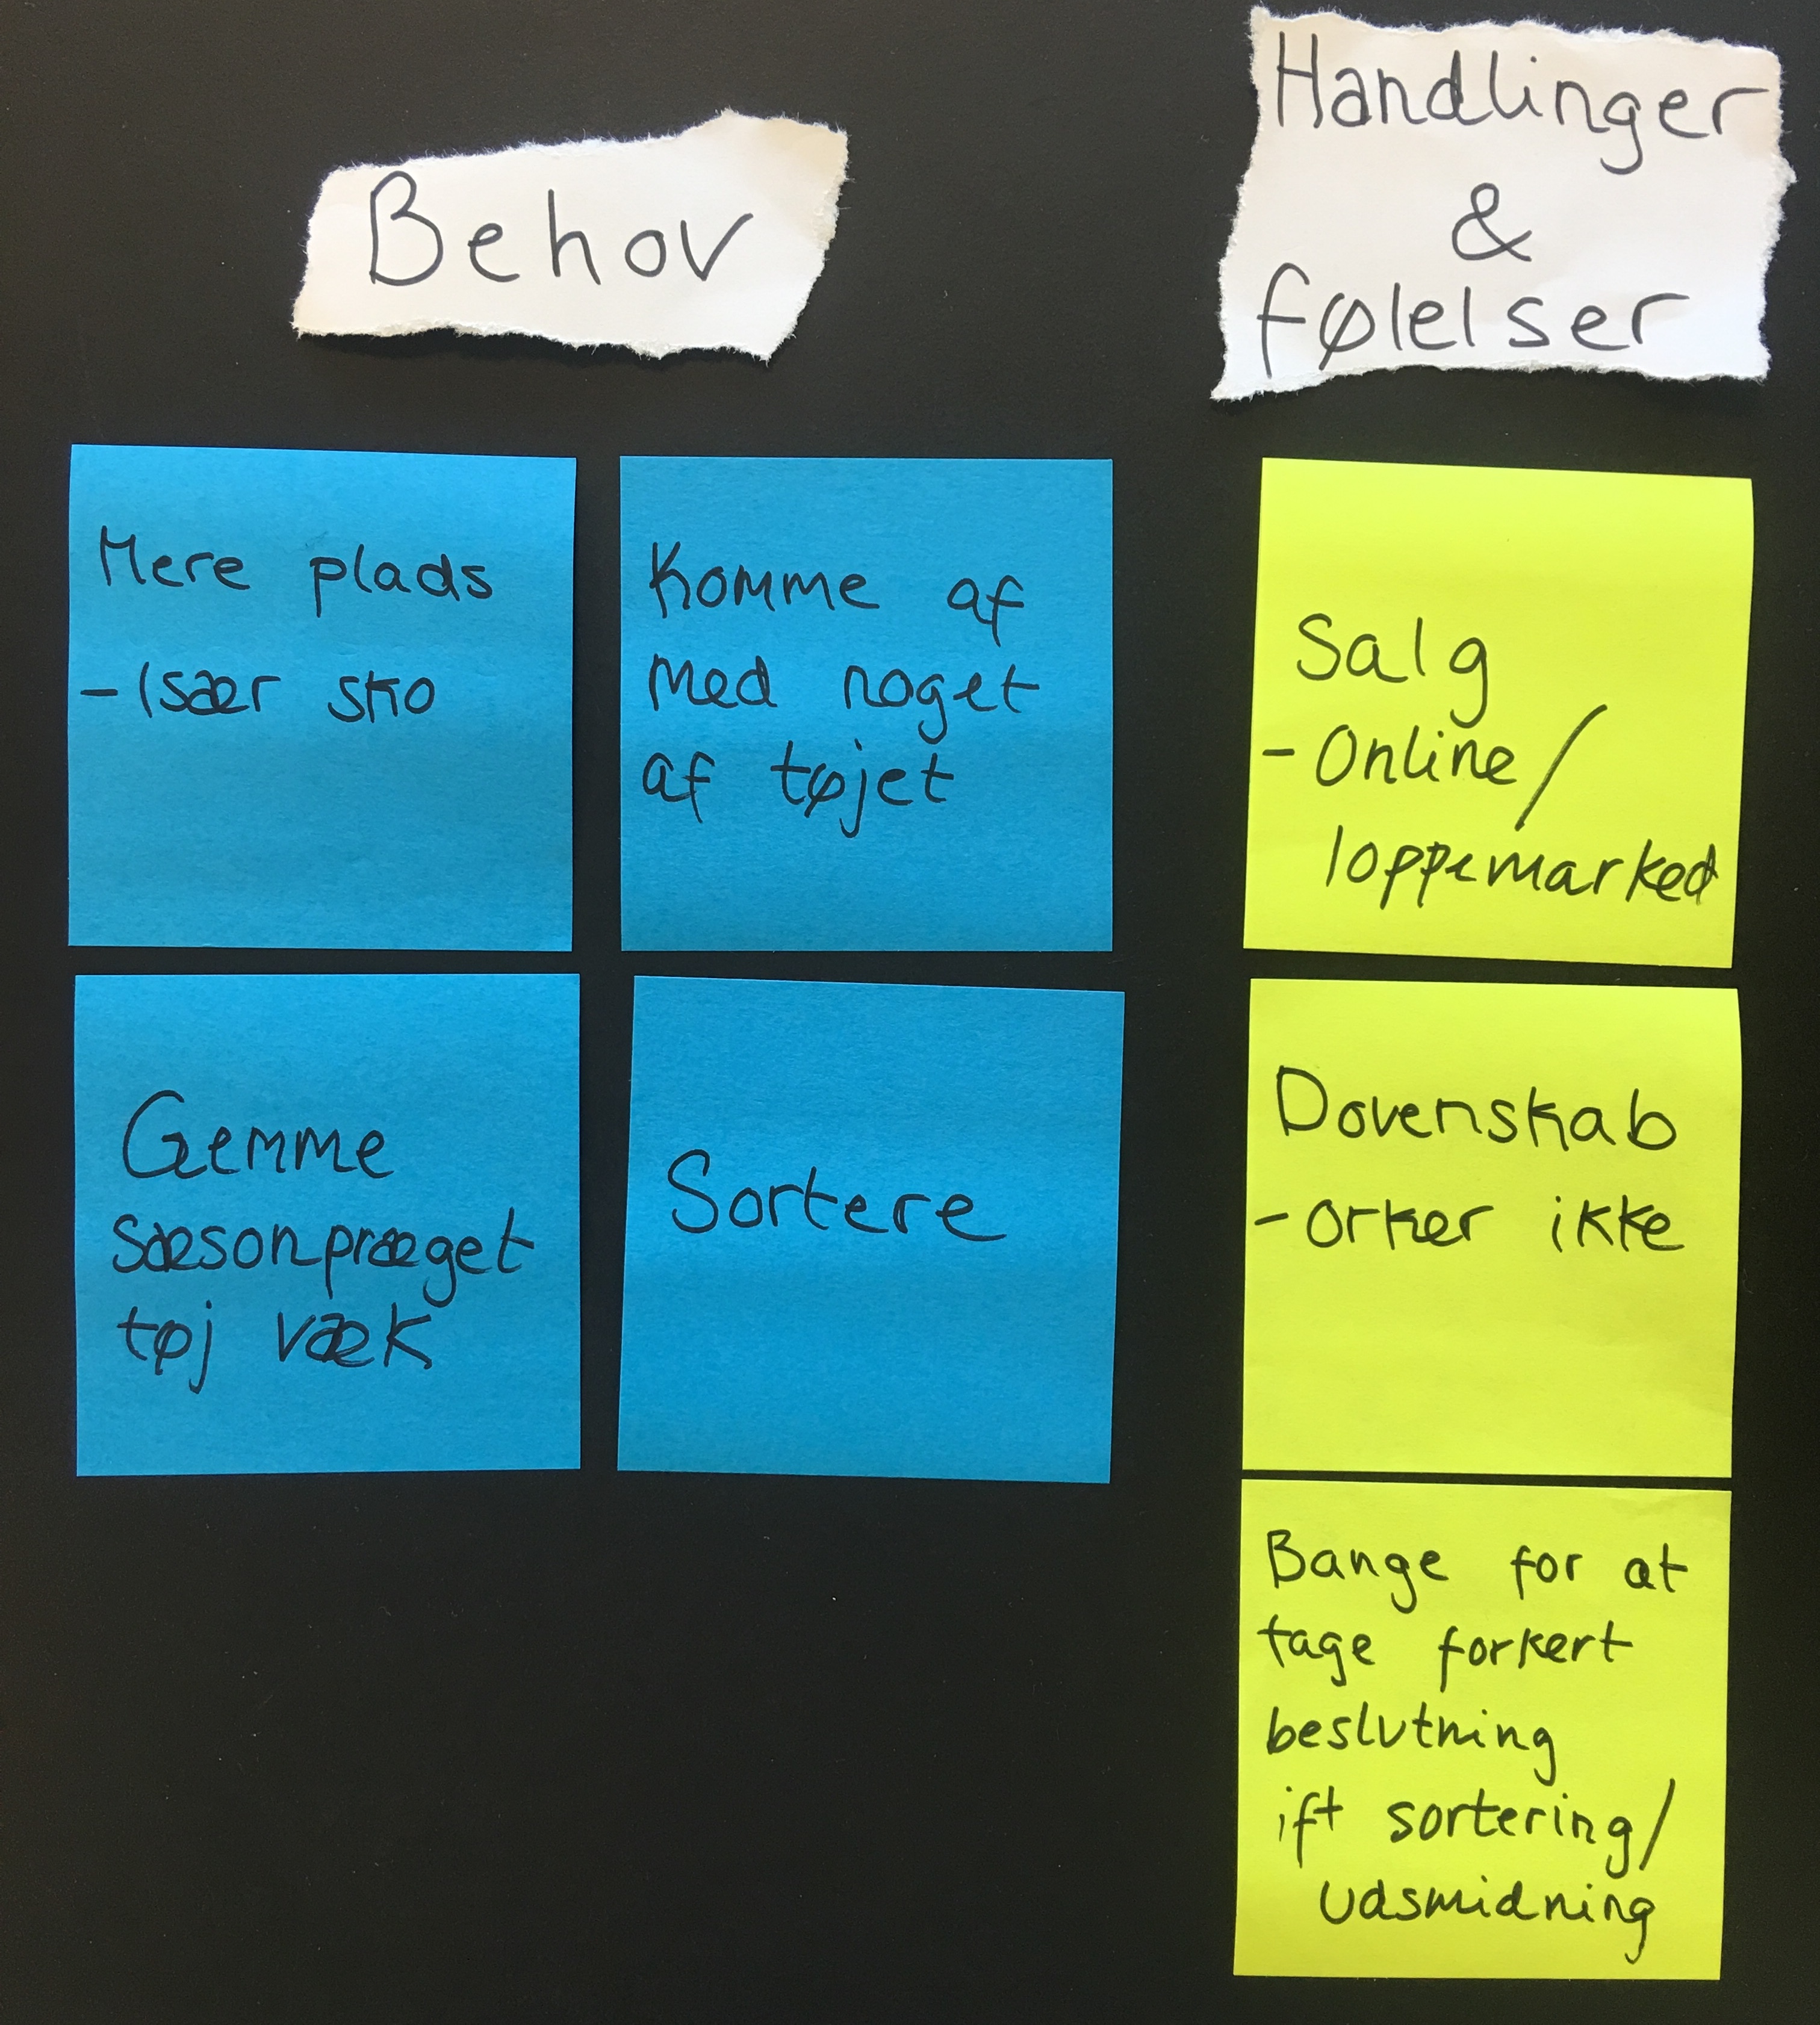 Behov
Handlinger
&
følelser
Mere plads
- Især sko
Komme af
med noget
af tøjet
Gemme
sæsonpræget
tøj væk
Sortere
Salg
- Online/
loppemarked
Dovenskab
- orker ikke
Bange for at
tage forkert
beslutning
ift sortering/
udsmidning